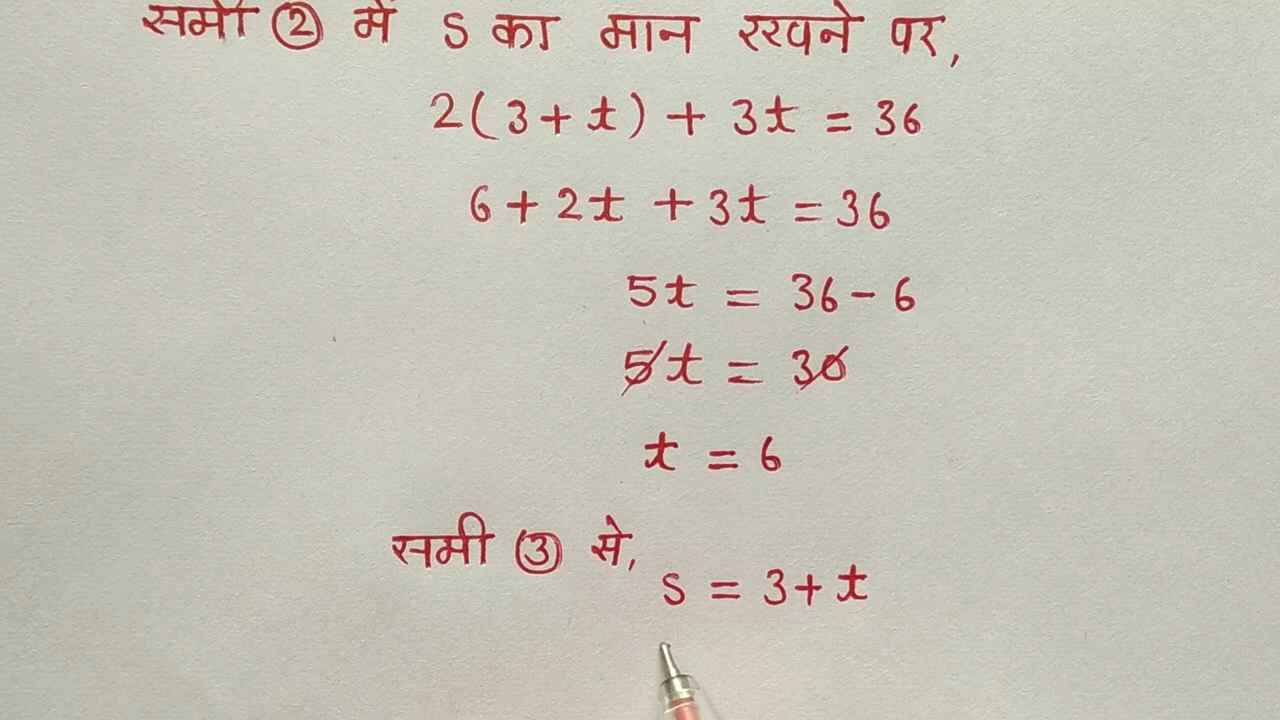 समी ② में s का मान रखने पर,
2(3+t) + 3t = 36
6+2t +3t = 36
5t = 36-6
5t = 30
t = 6
समी ③ से,
s = 3+t